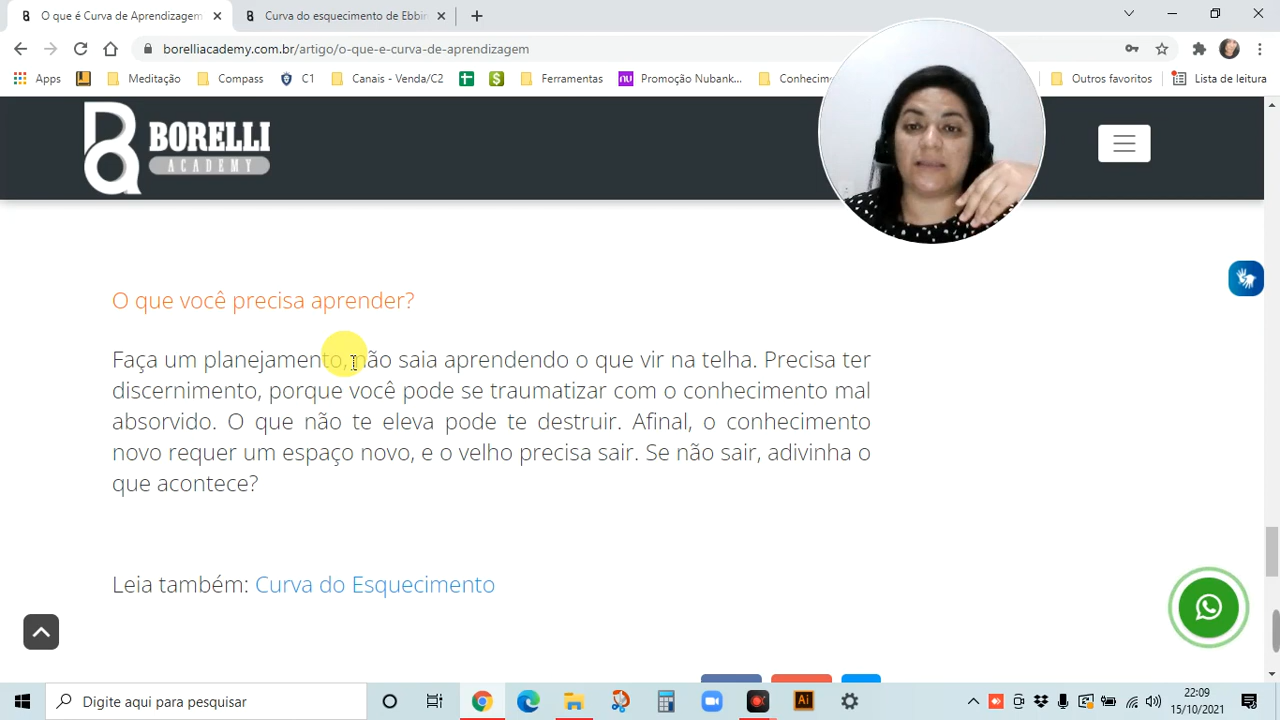 O que é Curva de Aprendizagem
Curva do esquecimento de Ebbin
borelliacademy.com.br/artigo/o-que-e-curva-de-aprendizagem
Apps
Meditação
Compass
C1
Canais - Venda/C2
Ferramentas
Promoção Nubank...
Conhecime
Outros favoritos
Lista de leitura
BORELLI
ACADEMY
O que você precisa aprender?
Faça um planejamento, não saia aprendendo o que vir na telha. Precisa ter
discernimento, porque você pode se traumatizar com o conhecimento mal
absorvido. O que não te eleva pode te destruir. Afinal, o conhecimento
novo requer um espaço novo, e o velho precisa sair. Se não sair, adivinha o
que acontece?
Leia também: Curva do Esquecimento
Digite aqui para pesquisar
Ai
22:09
15/10/2021